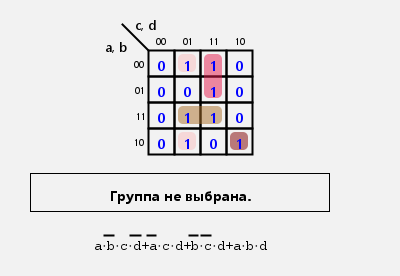 c, d
a, b
00 01 11 10
00 0 1 1 0
01 0 0 1 0
11 0 1 1 0
10 0 1 0 1
Группа не выбрана.
a·b̅·c·d̅+a̅·c·d+b̅·c̅·d+a·b·d